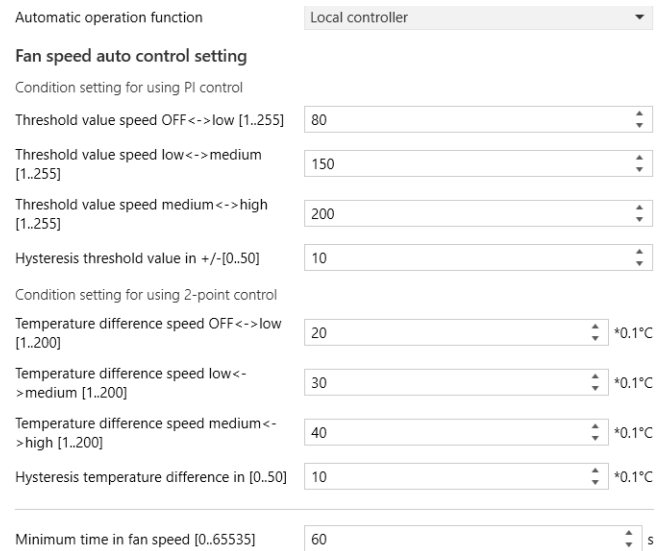 Automatic operation function Local controller
Fan speed auto control setting
Condition setting for using PI control
Threshold value speed OFF<->low [1..255] 80
Threshold value speed low<->medium
[1..255] 150
Threshold value speed medium<->high
[1..255] 200
Hysteresis threshold value in +/-[0..50] 10
Condition setting for using 2-point control
Temperature difference speed OFF<->low
[1..200] 20 *0.1°C
Temperature difference speed low<-
>medium [1..200] 30 *0.1°C
Temperature difference speed medium<-
>high [1..200] 40 *0.1°C
Hysteresis temperature difference in [0..50] 10 *0.1°C
Minimum time in fan speed [0..65535] 60 s